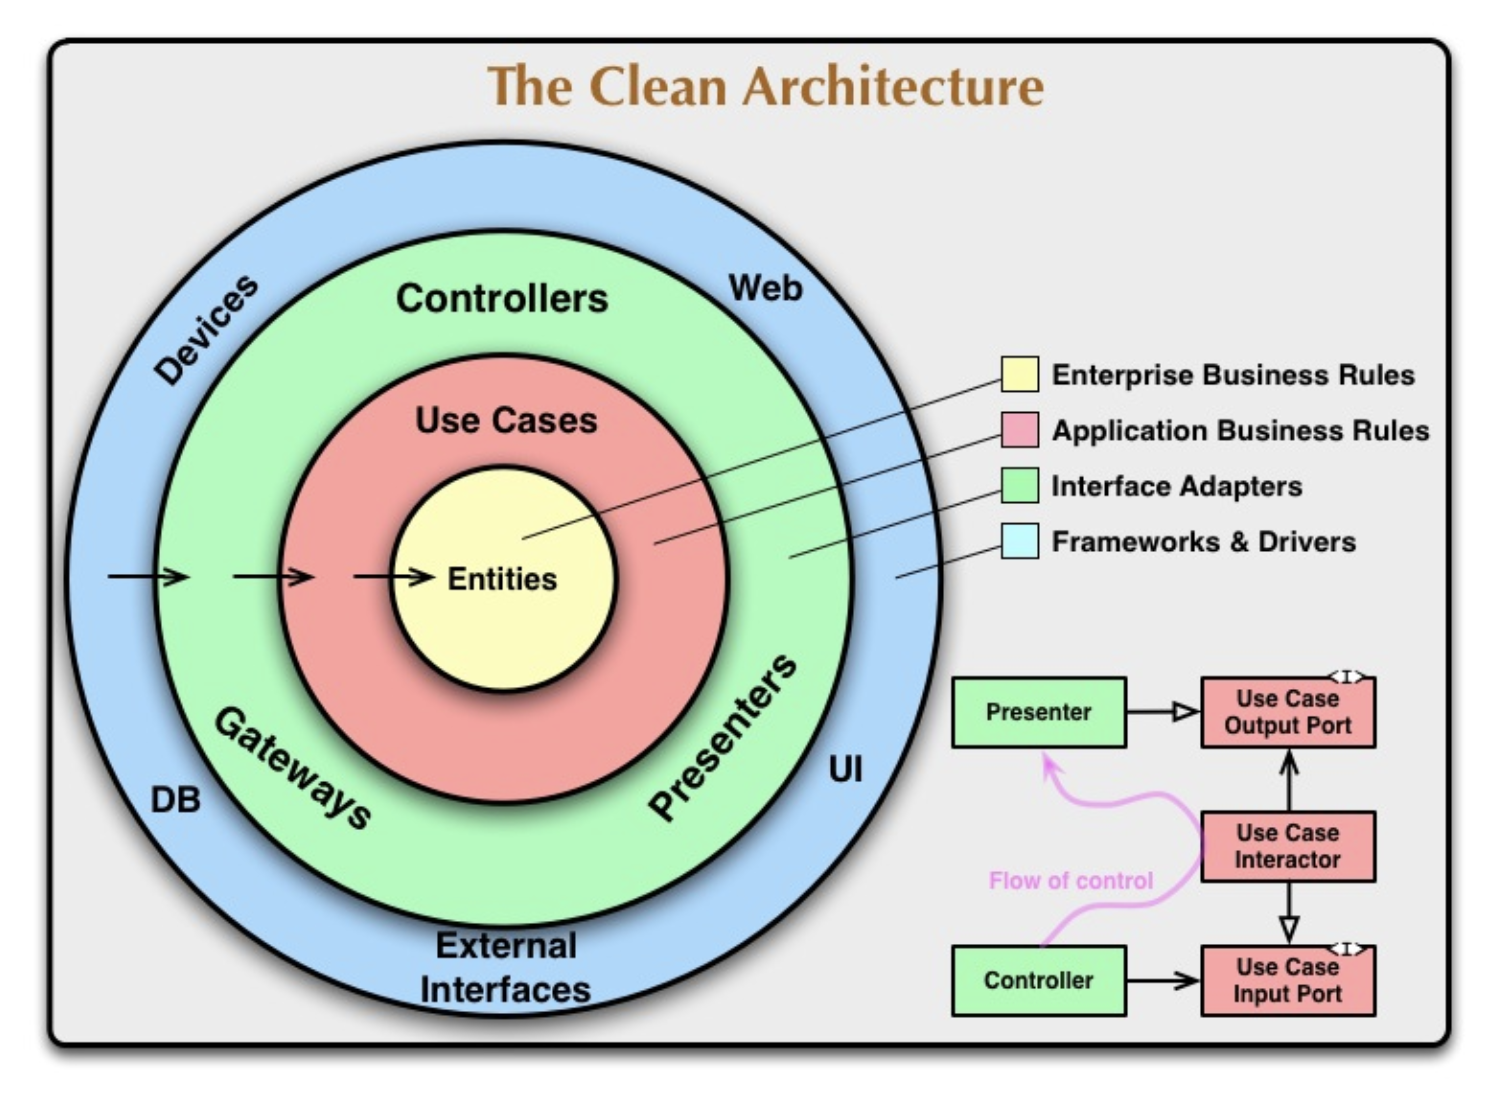 The Clean Architecture
Devices
Web
Controllers
Use Cases
Entities
Gateways
Presenters
DB
UI
External
Interfaces
Enterprise Business Rules
Application Business Rules
Interface Adapters
Frameworks & Drivers
Presenter
<I>
Use Case
Output Port
Use Case
Interactor
Flow of control
Controller
<I>
Use Case
Input Port